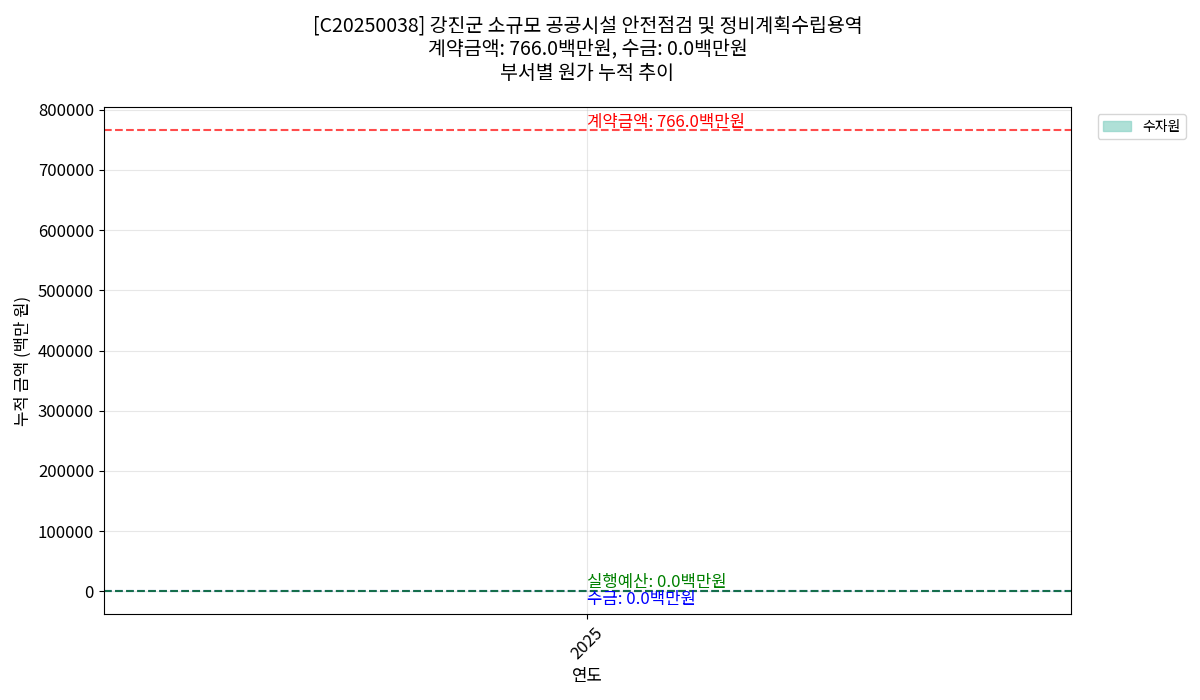 [C20250038] 강진군 소규모 공공시설 안전점검 및 정비계획수립용역
계약금액: 766.0백만원, 수금: 0.0백만원
부서별 원가 누적 추이
800000
700000
600000
500000
400000
300000
200000
100000
0
누적 금액 (백만 원)
계약금액: 766.0백만원
실행예산: 0.0백만원
수금: 0.0백만원
수자원
2025
연도